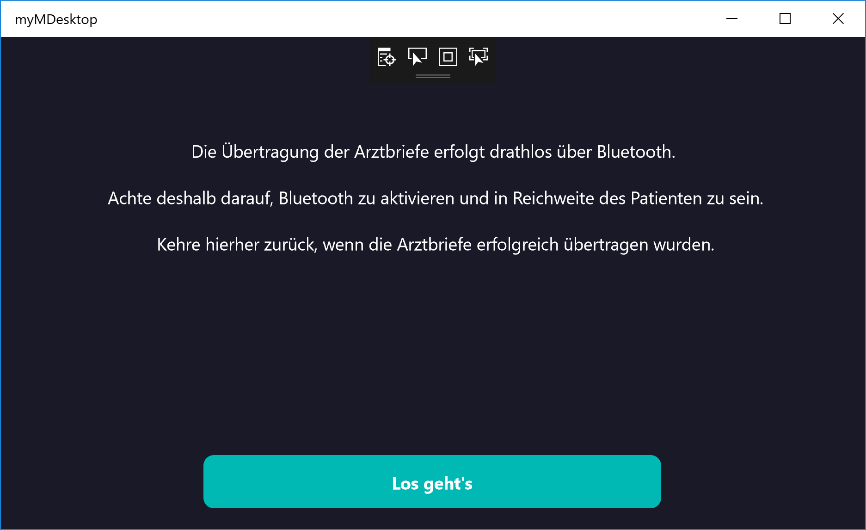 myMDesktop
Die Übertragung der Arztbriefe erfolgt drathlos über Bluetooth.
Achte deshalb darauf, Bluetooth zu aktivieren und in Reichweite des Patienten zu sein.
Kehre hierher zurück, wenn die Arztbriefe erfolgreich übertragen wurden.
Los geht's